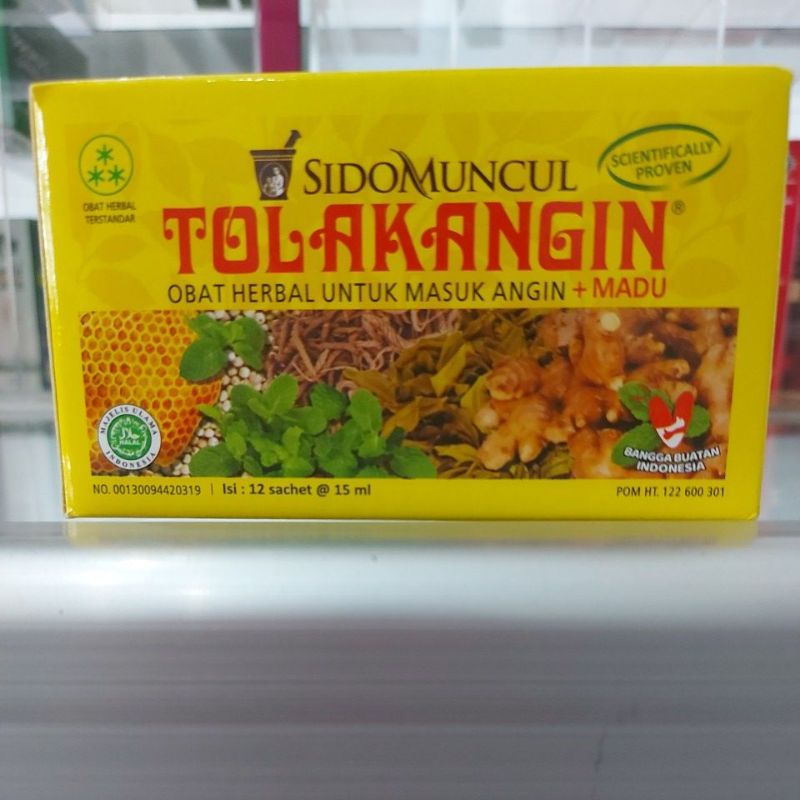 OBAT HERBAL
TERSTANDAR
SIDOMUNCUL
SCIENTIFICALLY
PROVEN
TOLAKANGIN®
OBAT HERBAL UNTUK MASUK ANGIN + MADU
MAJELIS ULAMA
HALAL
INDONESIA
BANGGA BUATAN
INDONESIA
NO. 00130094420319 | Isi : 12 sachet @ 15 ml
POM HT. 122 600 301